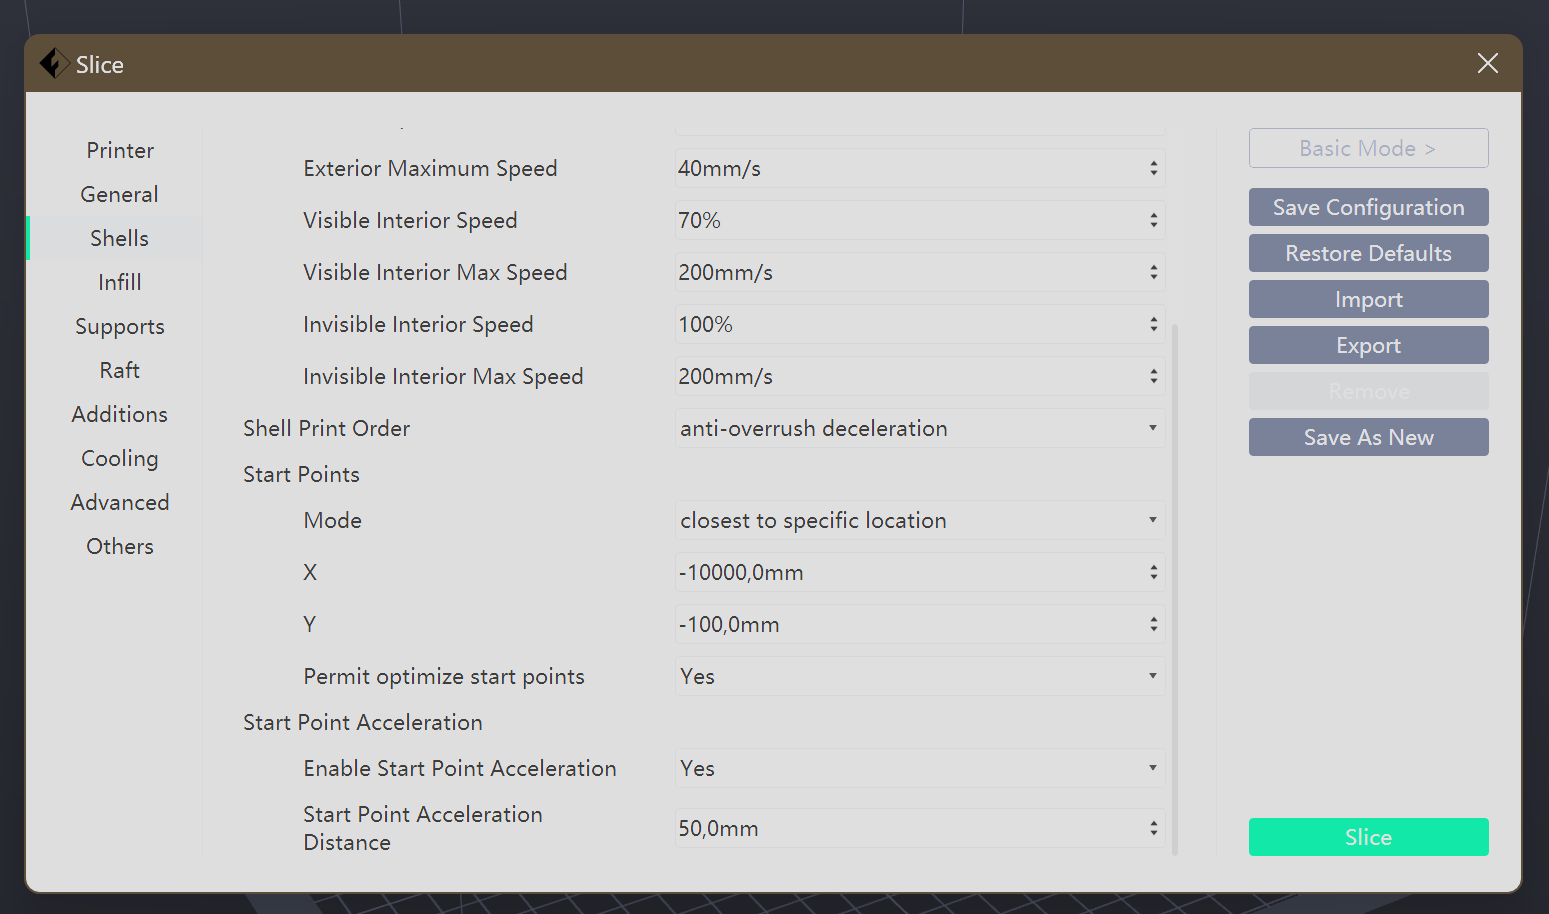 Slice
Printer
General
Shells
Infill
Supports
Raft
Additions
Cooling
Advanced
Others
Exterior Maximum Speed 40mm/s
Visible Interior Speed 70%
Visible Interior Max Speed 200mm/s
Invisible Interior Speed 100%
Invisible Interior Max Speed 200mm/s
Shell Print Order anti-overrush deceleration
Start Points
Mode closest to specific location
X -10000,0mm
Y -100,0mm
Permit optimize start points Yes
Start Point Acceleration
Enable Start Point Acceleration Yes
Start Point Acceleration
Distance 50,0mm
Basic Mode >
Save Configuration
Restore Defaults
Import
Export
Remove
Save As New
Slice